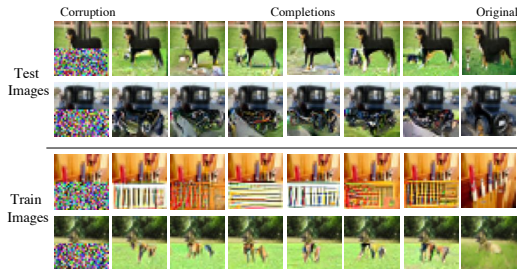 Corruption Completions Original
Test
Images
Train
Images